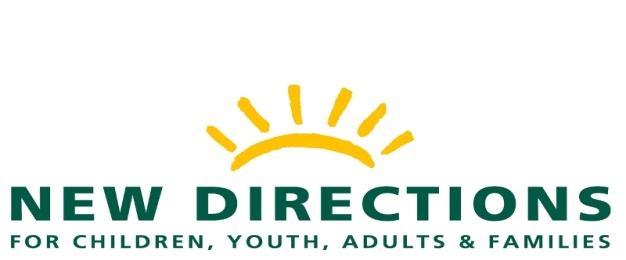 NEW DIRECTIONS
FOR CHILDREN, YOUTH, ADULTS & FAMILIES